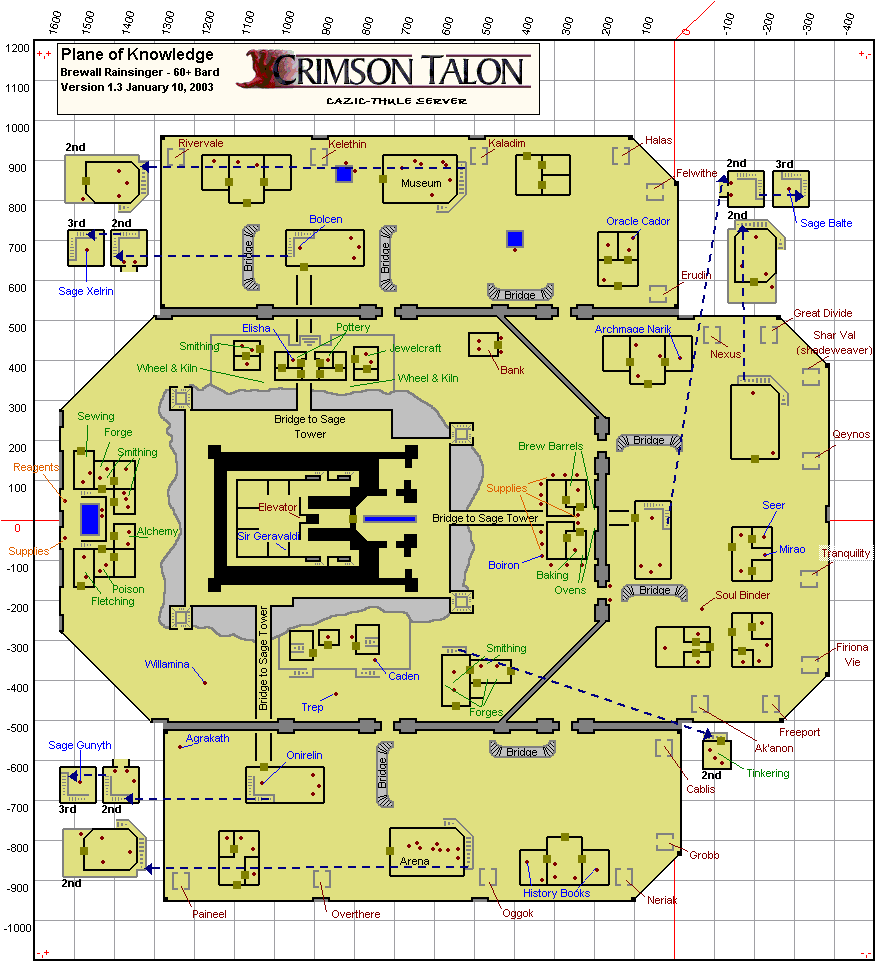 1600
1500
1400
1300
1200
1100
1000
900
800
700
600
500
400
300
200
100
0
-100
-200
-300
-400
1200
1100
1000
900
800
700
600
500
400
300
200
100
0
-100
-200
-300
-400
-500
-600
-700
-800
-900
-1000
+,+
+,-
-,+
-,-
Plane of Knowledge
Brewall Rainsinger - 60+ Bard
Version 1.3 January 10, 2003
CRIMSON TALON
CAZIC-THULE SERVER
2nd
Rivervale
Kelethin
Kaladim
Halas
Museum
Felwithe
2nd
3rd
Sage Balte
2nd
3rd
2nd
Bolcen
Bridge
Bridge
Oracle Cador
Sage Xelrin
Erudin
Bridge
Great Divide
Elisha
Pottery
Smithing
Jewelcraft
Wheel & Kiln
Wheel & Kiln
Bank
Archmage Narik
Nexus
Shar Val
(shadeweaver)
Bridge to Sage
Tower
Sewing
Forge
Smithing
Reagents
Brew Barrels
Bridge
Qeynos
Supplies
Elevator
Bridge to Sage Tower
Sir Geravaldi
Alchemy
Supplies
Seer
Mirao
Tranquility
Boiron
Baking
Ovens
Poison
Fletching
Bridge
Soul Binder
Bridge to Sage Tower
Willamina
Caden
Smithing
Firiona
Vie
Trep
Forges
Freeport
Ak'anon
Agrakath
Sage Gunyth
Onirelin
Bridge
Bridge
3rd
2nd
Cablis
2nd
Tinkering
Arena
Grobb
2nd
History Books
Paineel
Overthere
Oggok
Neriak